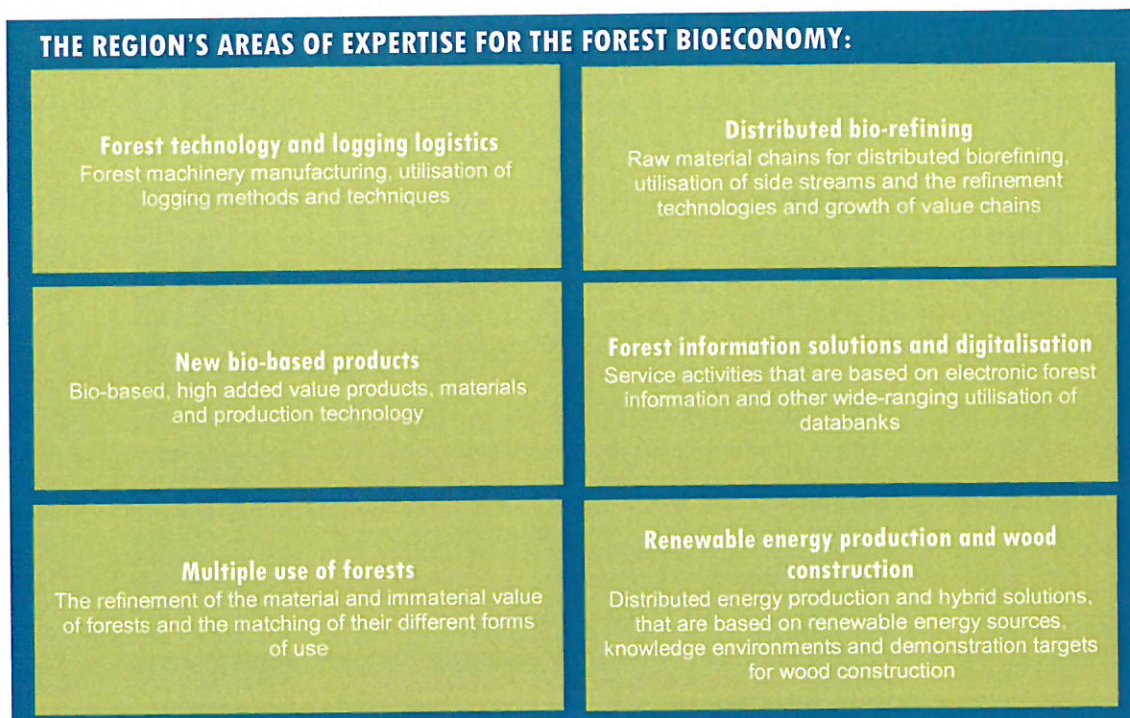 THE REGION'S AREAS OF EXPERTISE FOR THE FOREST BIOECONOMY:
Forest technology and logging logistics
Forest machinery manufacturing, utilisation of
logging methods and techniques
Distributed bio-refining
Raw material chains for distributed biorefining,
utilisation of side streams and the refinement
technologies and growth of value chains
New bio-based products
Bio-based, high added value products, materials
and production technology
Forest information solutions and digitalisation
Service activities that are based on electronic forest
information and other wide-ranging utilisation of
databanks
Multiple use of forests
The refinement of the material and immaterial value
of forests and the matching of their different forms
of use
Renewable energy production and wood
construction
Distributed energy production and hybrid solutions,
that are based on renewable energy sources,
knowledge environments and demonstration targets
for wood construction